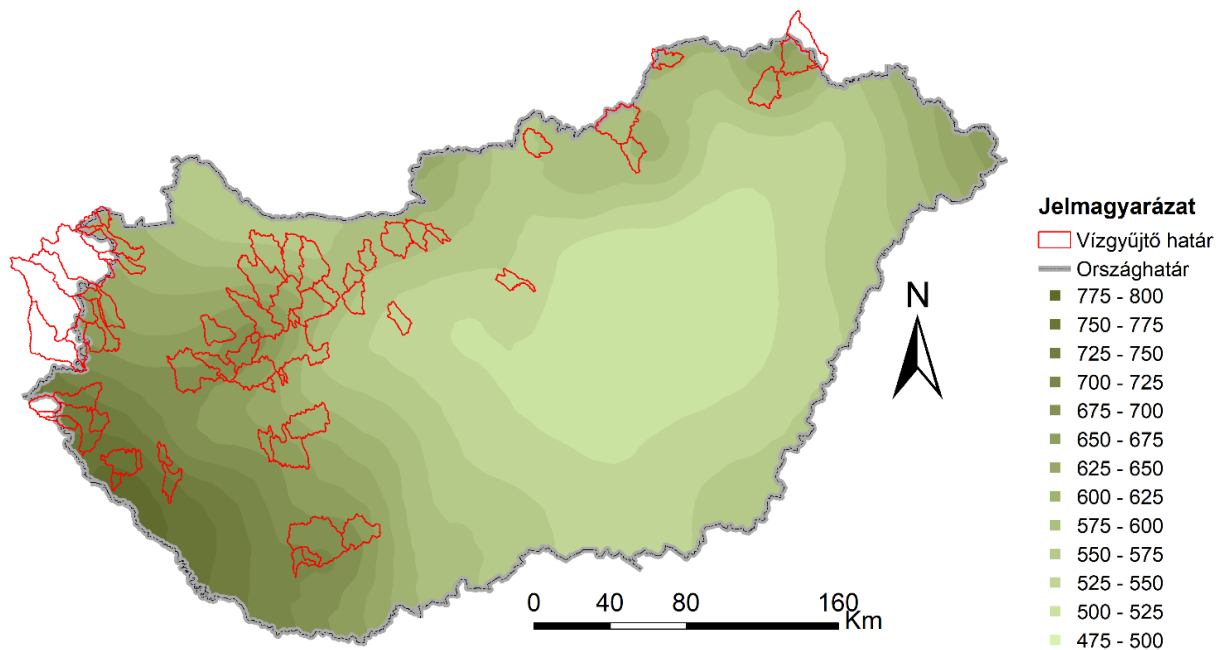 Jelmagyarázat
Vízgyűjtő határ
Országhatár
775 - 800
750 - 775
725 - 750
700 - 725
675 - 700
650 - 675
625 - 650
600 - 625
575 - 600
550 - 575
525 - 550
500 - 525
475 - 500
N
0 40 80 160
Km